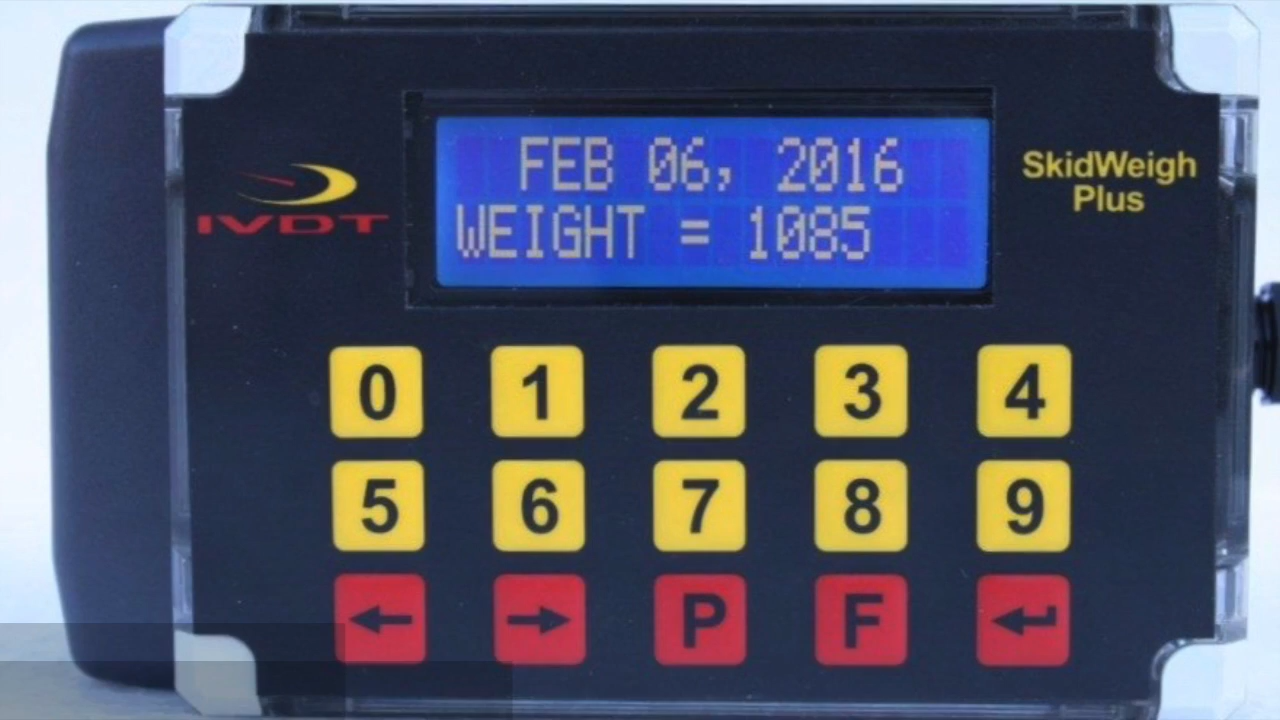 FEB 06, 2016
WEIGHT = 1085
IVDT
SkidWeigh
Plus
0 1 2 3 4
5 6 7 8 9
← → P F ↵